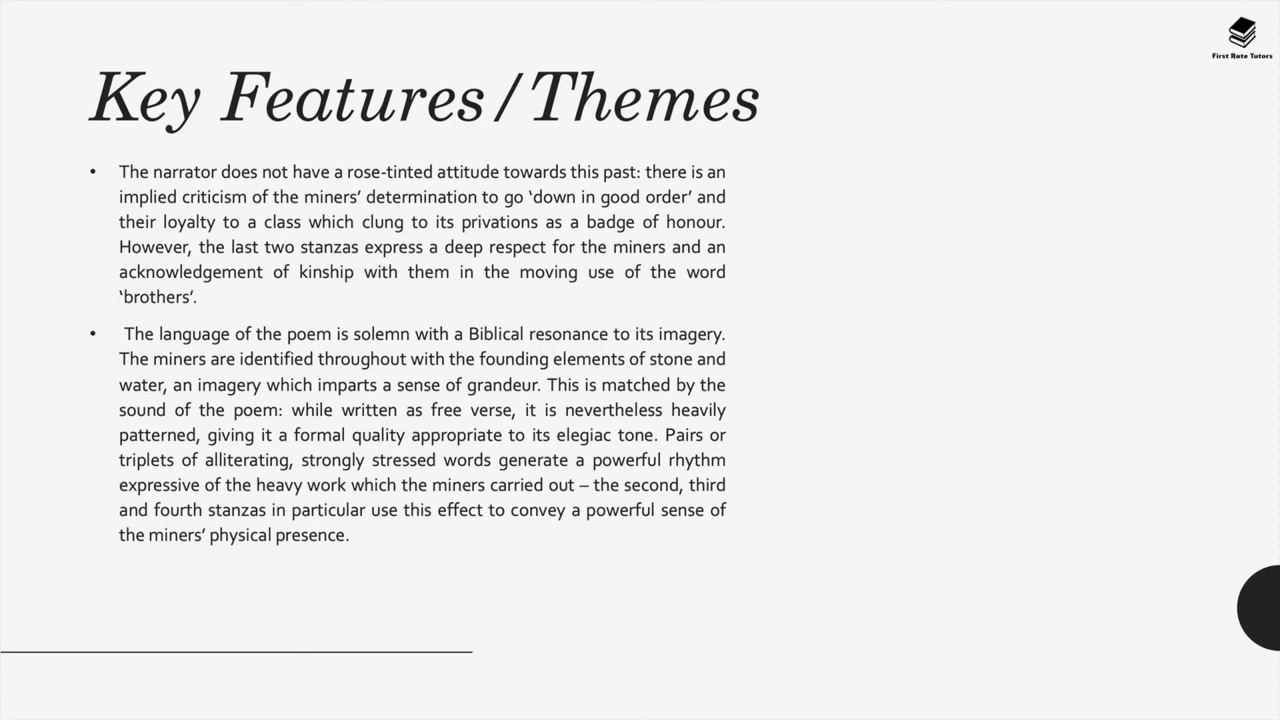 First Rate Tutors
Key Features/Themes
• The narrator does not have a rose-tinted attitude towards this past: there is an
implied criticism of the miners’ determination to go ‘down in good order’ and
their loyalty to a class which clung to its privations as a badge of honour.
However, the last two stanzas express a deep respect for the miners and an
acknowledgement of kinship with them in the moving use of the word
‘brothers’.
• The language of the poem is solemn with a Biblical resonance to its imagery.
The miners are identified throughout with the founding elements of stone and
water, an imagery which imparts a sense of grandeur. This is matched by the
sound of the poem: while written as free verse, it is nevertheless heavily
patterned, giving it a formal quality appropriate to its elegiac tone. Pairs or
triplets of alliterating, strongly stressed words generate a powerful rhythm
expressive of the heavy work which the miners carried out – the second, third
and fourth stanzas in particular use this effect to convey a powerful sense of
the miners’ physical presence.